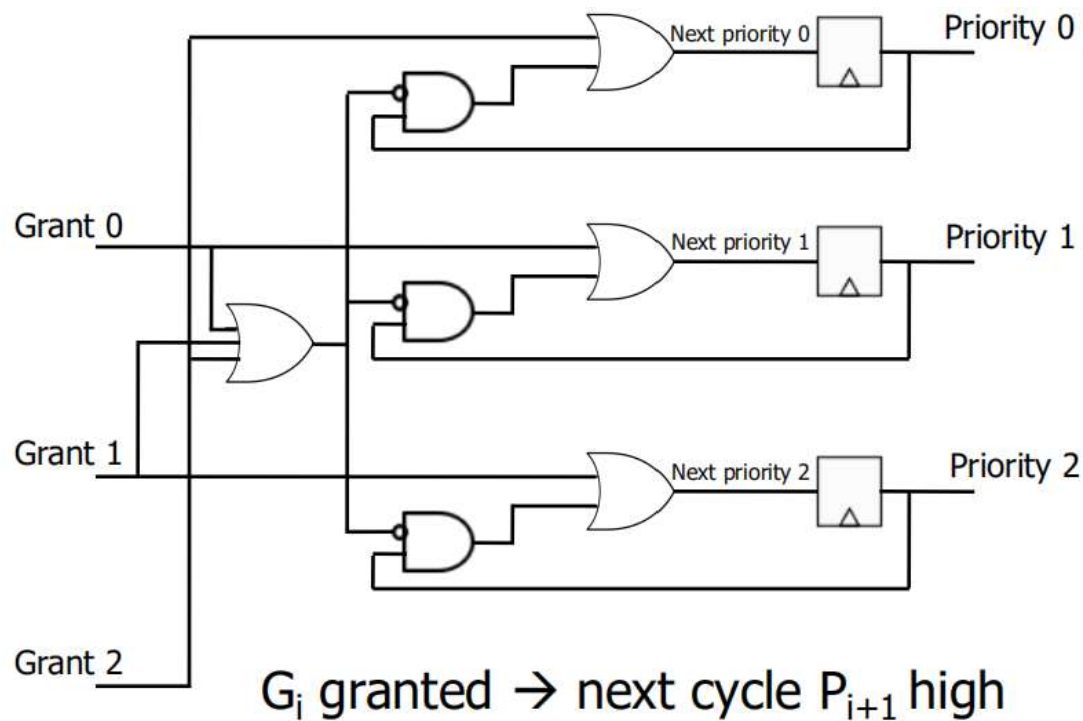 Next priority 0
Priority 0
Grant 0
Next priority 1
Priority 1
Grant 1
Next priority 2
Priority 2
Grant 2
Gᵢ granted → next cycle Pᵢ₊₁ high